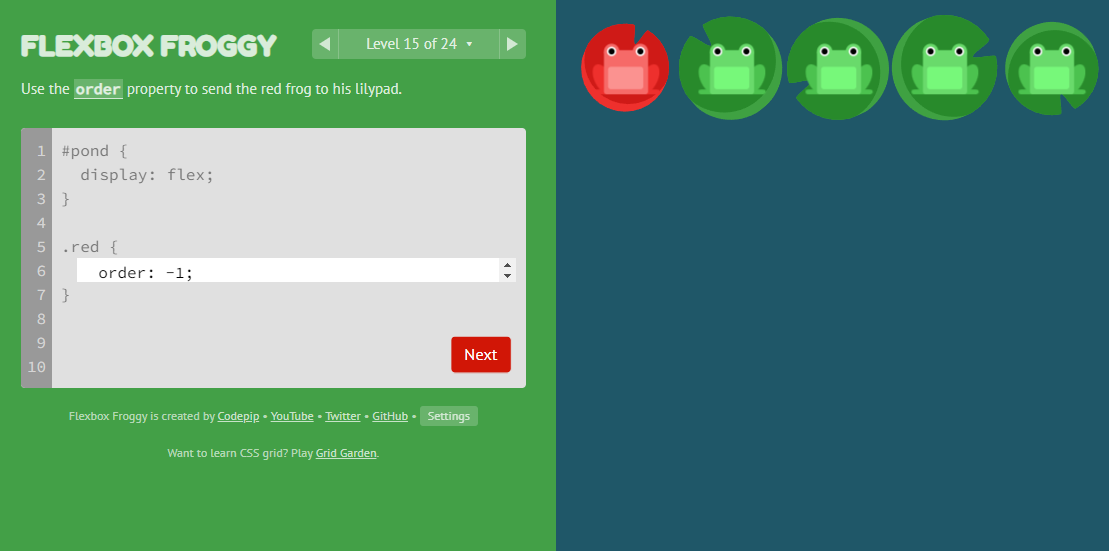 FLEXBOX FROGGY
Level 15 of 24
Use the order property to send the red frog to his lilypad.
1 #pond {
2 display: flex;
3 }
4
5 .red {
6 order: -1;
7 }
8
9
10
Next
Flexbox Froggy is created by Codepip • YouTube • Twitter • GitHub • Settings
Want to learn CSS grid? Play Grid Garden.